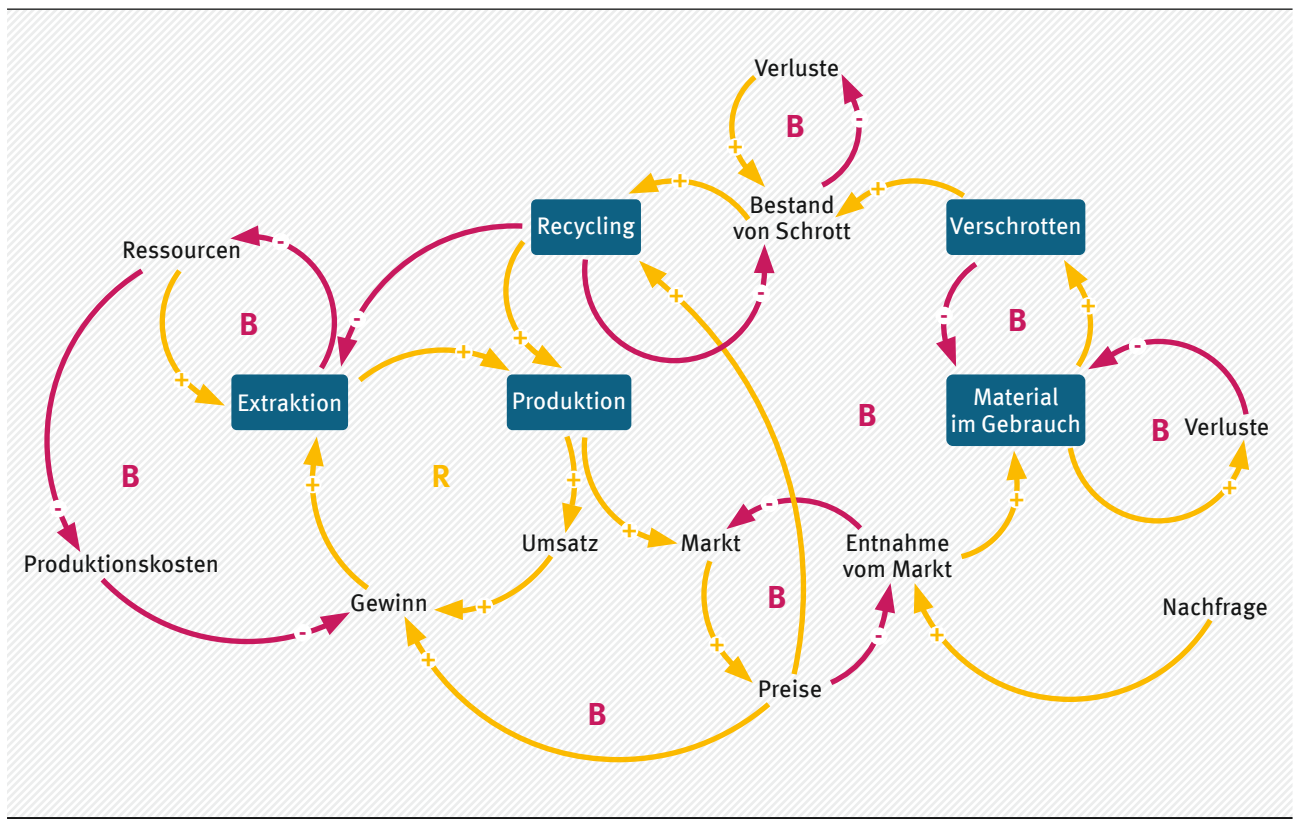 Verluste
B
Recycling
Bestand
von Schrott
Verschrotten
Ressourcen
B
B
Extraktion
Produktion
Material
im Gebrauch
B
B
Verluste
B
R
Umsatz
Markt
Entnahme
vom Markt
Produktionskosten
Gewinn
B
Nachfrage
Preise
B
+
-
+
+
-
-
+
-
+
+
-
+
-
+
+
-
+
+
+
-
+
+
+
-
-
+
+
+
-
+